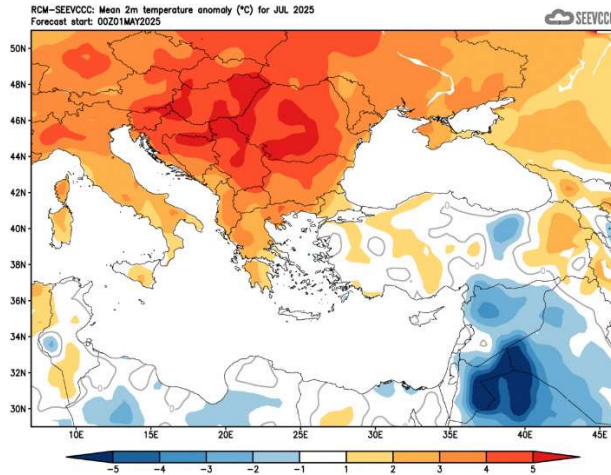 RCM-SEEVCCC: Mean 2m temperature anomaly (°C) for JUL 2025
Forecast start: 00Z01MAY2025
SEEVCCC
50N
48N
46N
44N
42N
40N
38N
36N
34N
32N
30N
10E 15E 20E 25E 30E 35E 40E 45E
-5 -4 -3 -2 -1 1 2 3 4 5